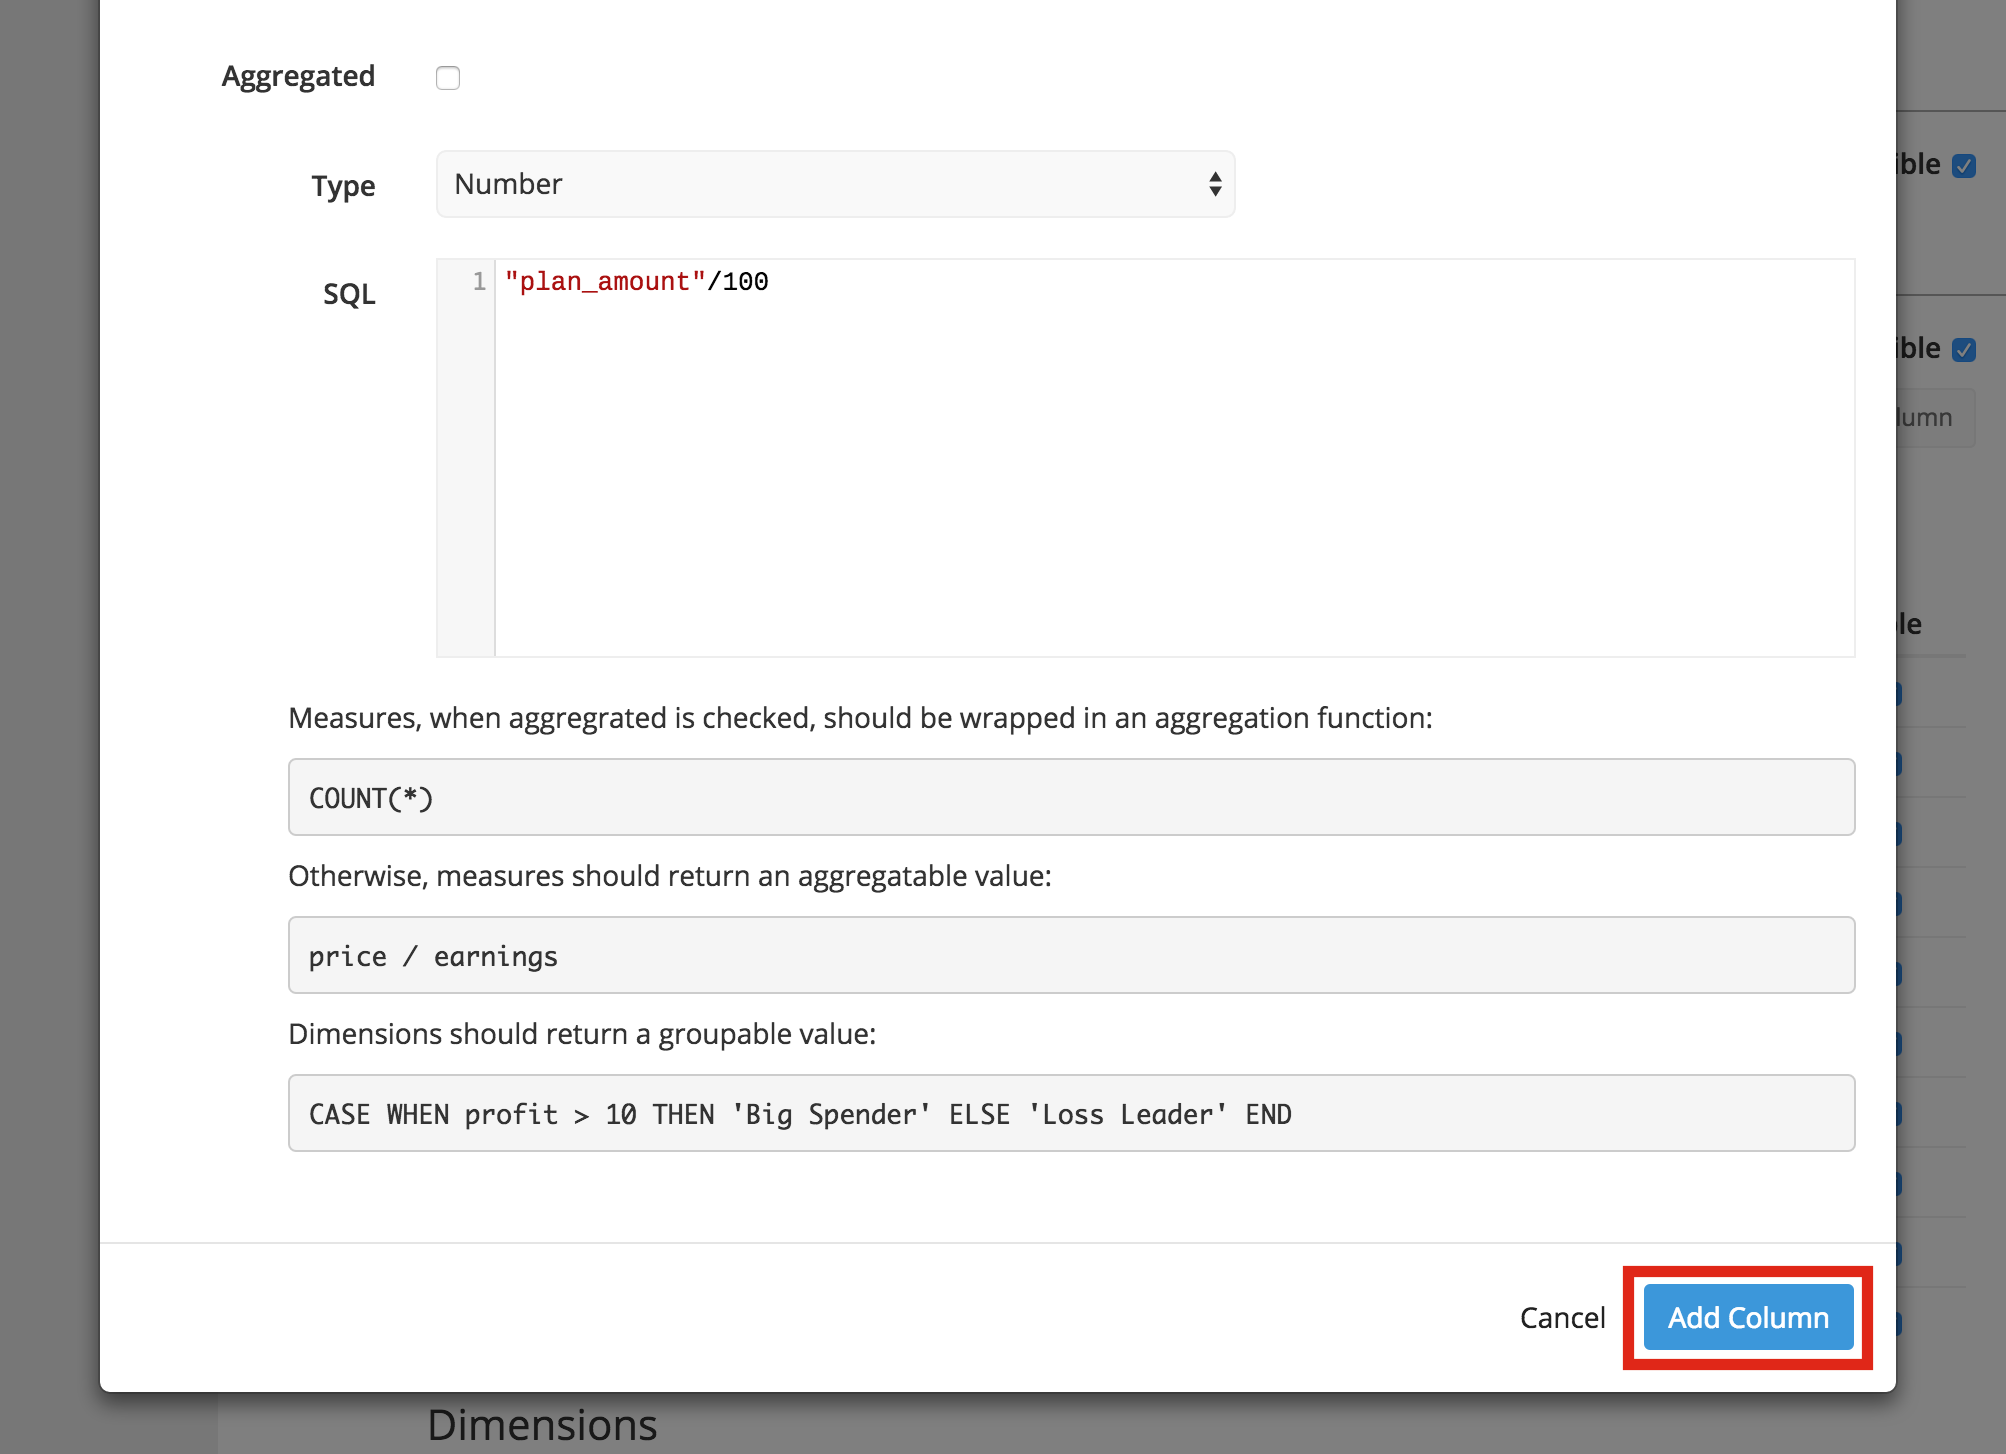 Aggregated
ible
Type
Number
SQL
1 "plan_amount"/100
ible
lumn
le
Measures, when aggregrated is checked, should be wrapped in an aggregation function:
COUNT(*)
Otherwise, measures should return an aggregatable value:
price / earnings
Dimensions should return a groupable value:
CASE WHEN profit > 10 THEN 'Big Spender' ELSE 'Loss Leader' END
Cancel
Add Column
Dimensions